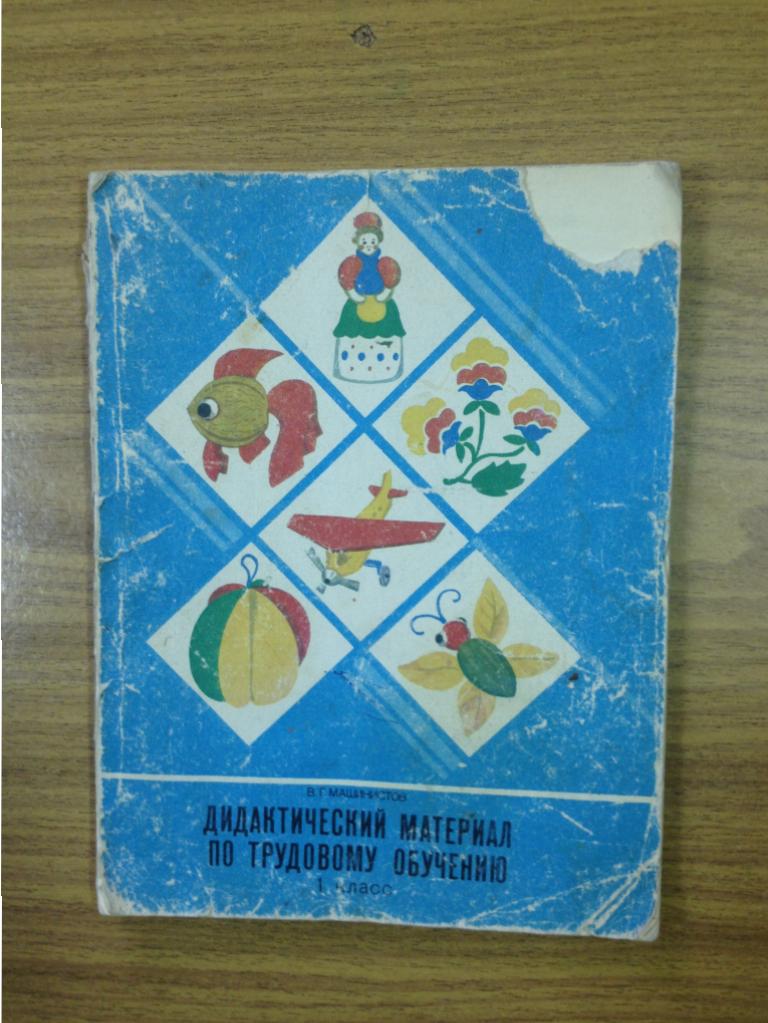 В. Г. МАШИНИСТОВ
ДИДАКТИЧЕСКИЙ МАТЕРИАЛ
ПО ТРУДОВОМУ ОБУЧЕНИЮ
1 класс